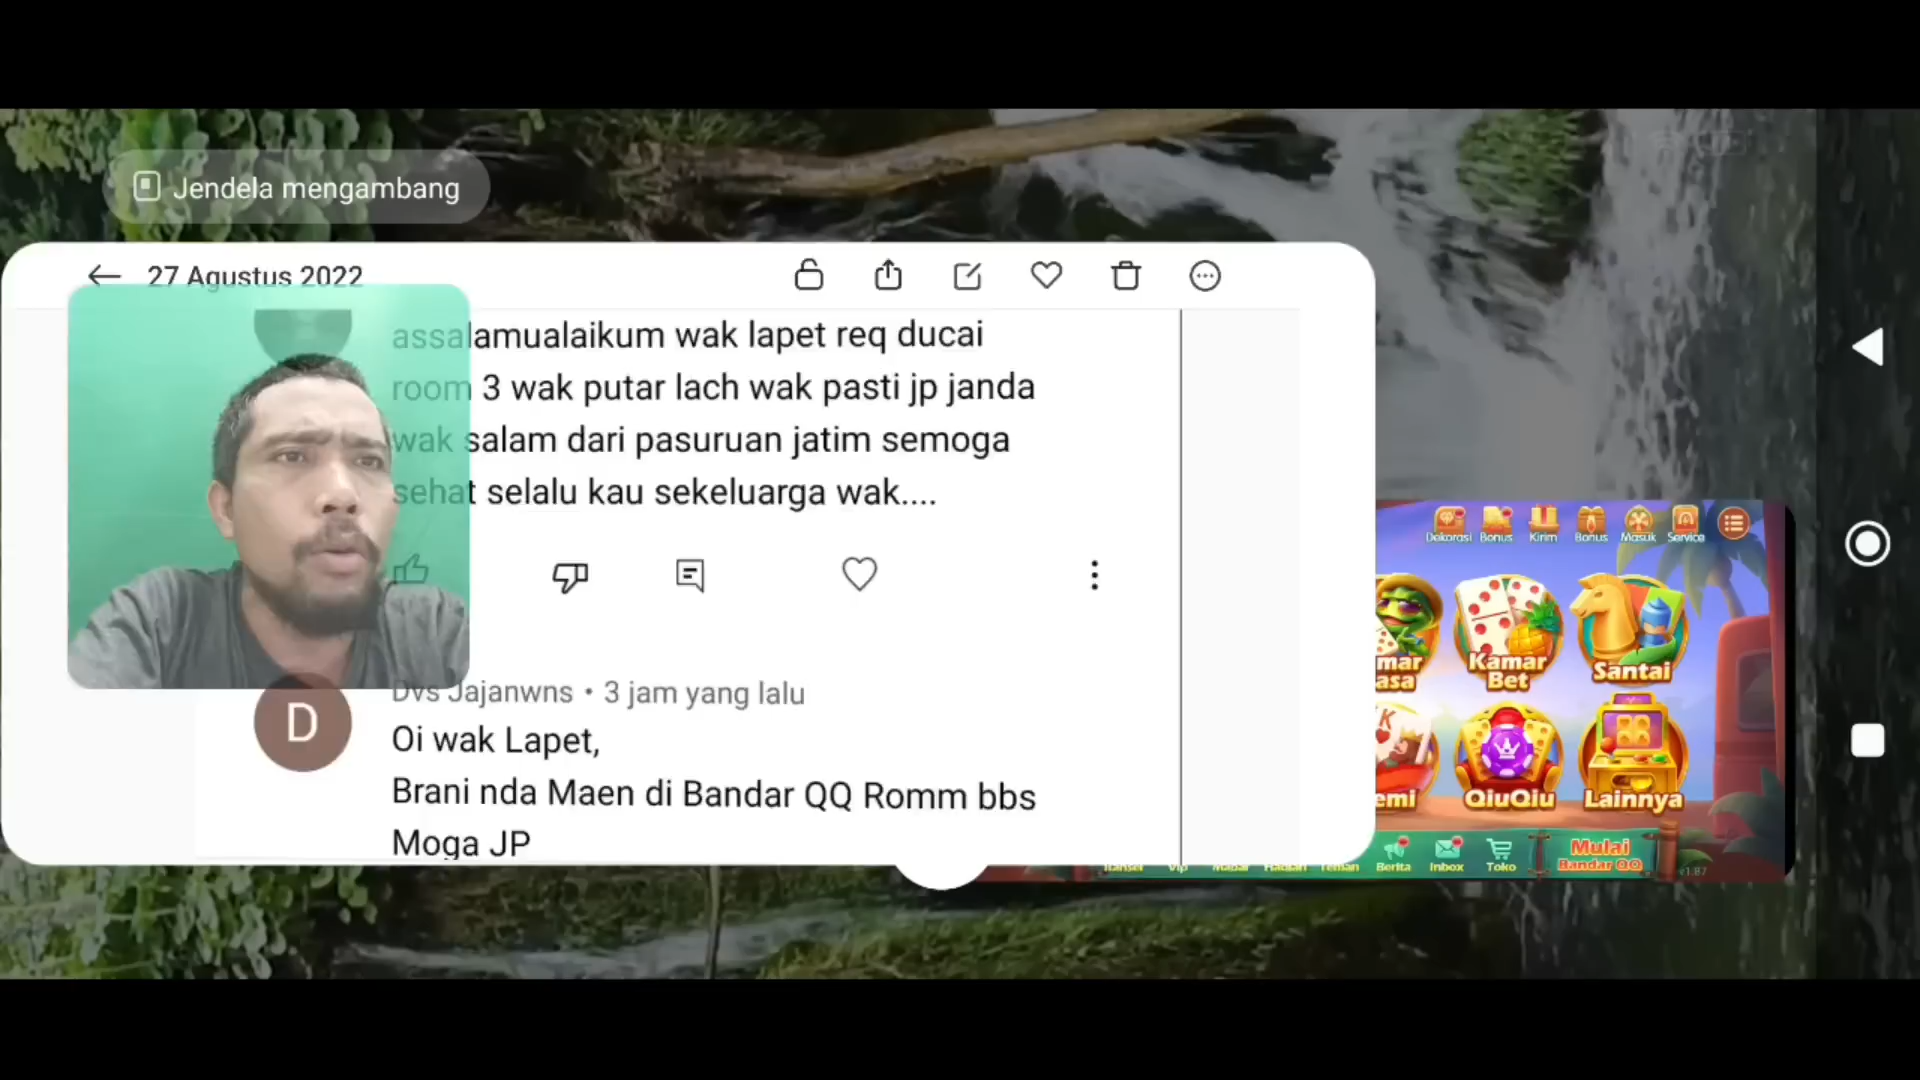 Jendela mengambang
27 Agustus 2022
assalamualaikum wak lapet req ducai
room 3 wak putar lach wak pasti jp janda
wak salam dari pasuruan jatim semoga
sehat selalu kau sekeluarga wak....
Dvs Jajanwns • 3 jam yang lalu
D
Oi wak Lapet,
Brani nda Maen di Bandar QQ Romm bbs
Moga JP
Dekorasi Bonus Kirim Bonus Masuk Service
Kamar
Bet
Santai
QiuQiu
Lainnya
Berita Inbox Toko
Mulai
Bandar QQ
v1.87